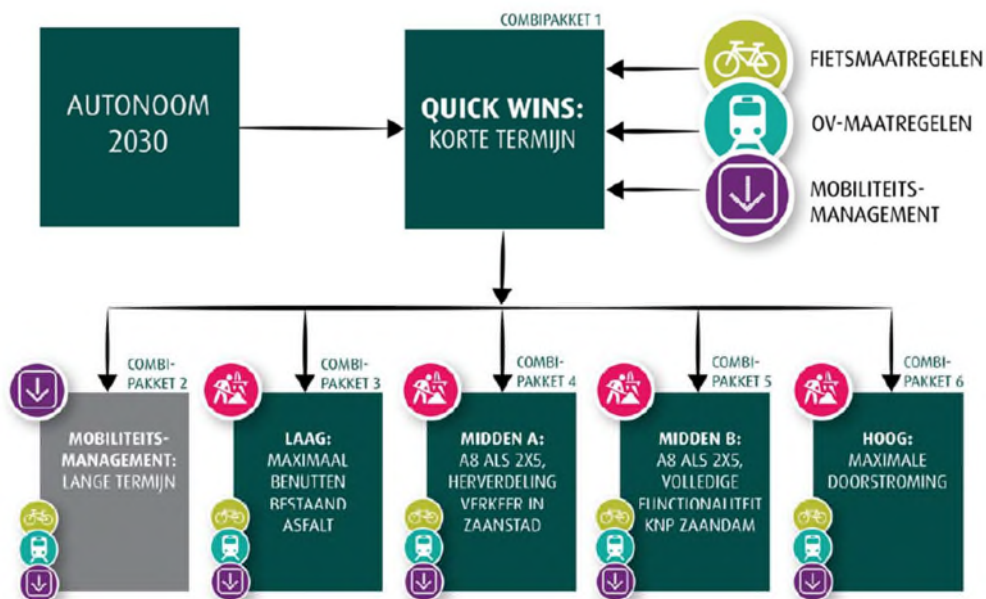 COMBIPAKKET 1
AUTONOOM
2030
QUICK WINS:
KORTE TERMIJN
FIETSMAATREGELEN
OV-MAATREGELEN
MOBILITEITS-
MANAGEMENT
COMBI-
PAKKET 2
MOBILITEITS-
MANAGEMENT:
LANGE TERMIJN
COMBI-
PAKKET 3
LAAG:
MAXIMAAL
BENUTTEN
BESTAAND
ASFALT
COMBI-
PAKKET 4
MIDDEN A:
A8 ALS 2X5,
HERVERDELING
VERKEER IN
ZAANSTAD
COMBI-
PAKKET 5
MIDDEN B:
A8 ALS 2X5,
VOLLEDIGE
FUNCTIONALITEIT
KNP ZAANDAM
COMBI-
PAKKET 6
HOOG:
MAXIMALE
DOORSTROMING